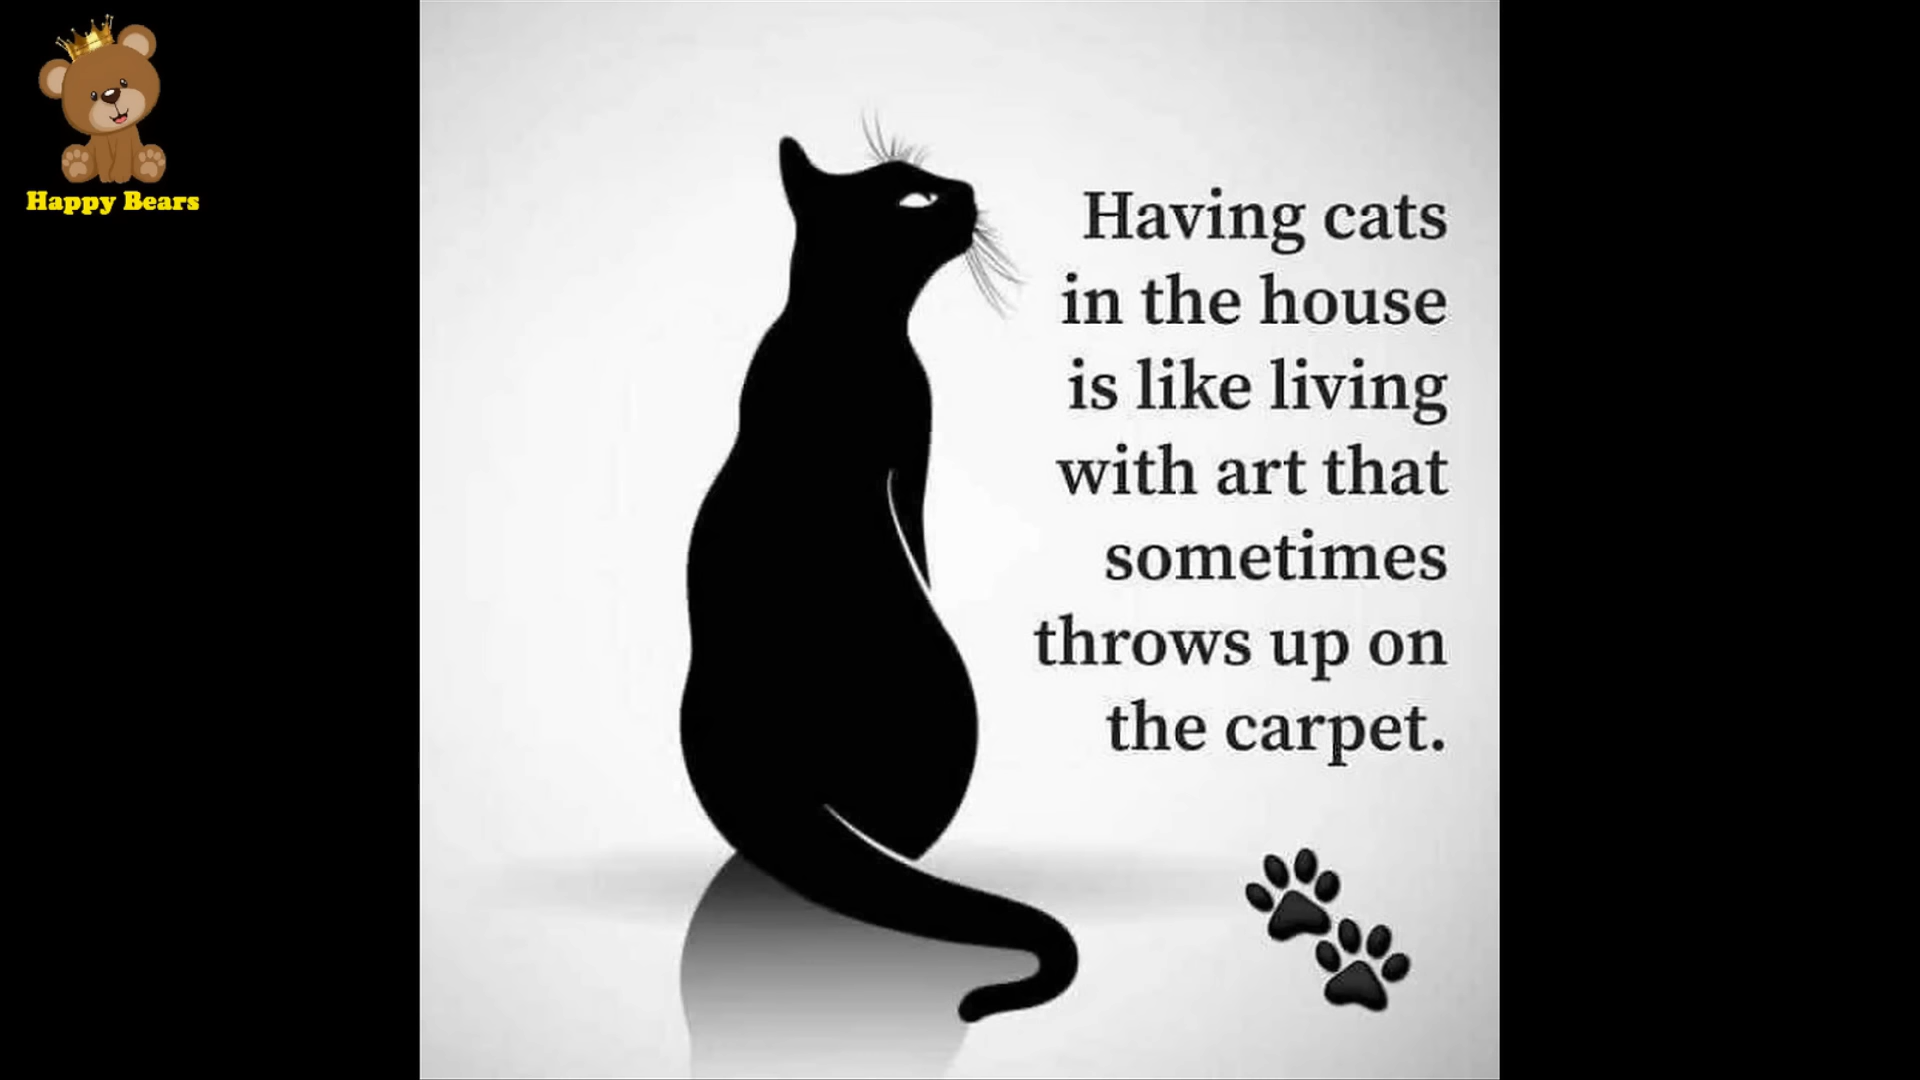 Happy Bears
Having cats
in the house
is like living
with art that
sometimes
throws up on
the carpet.